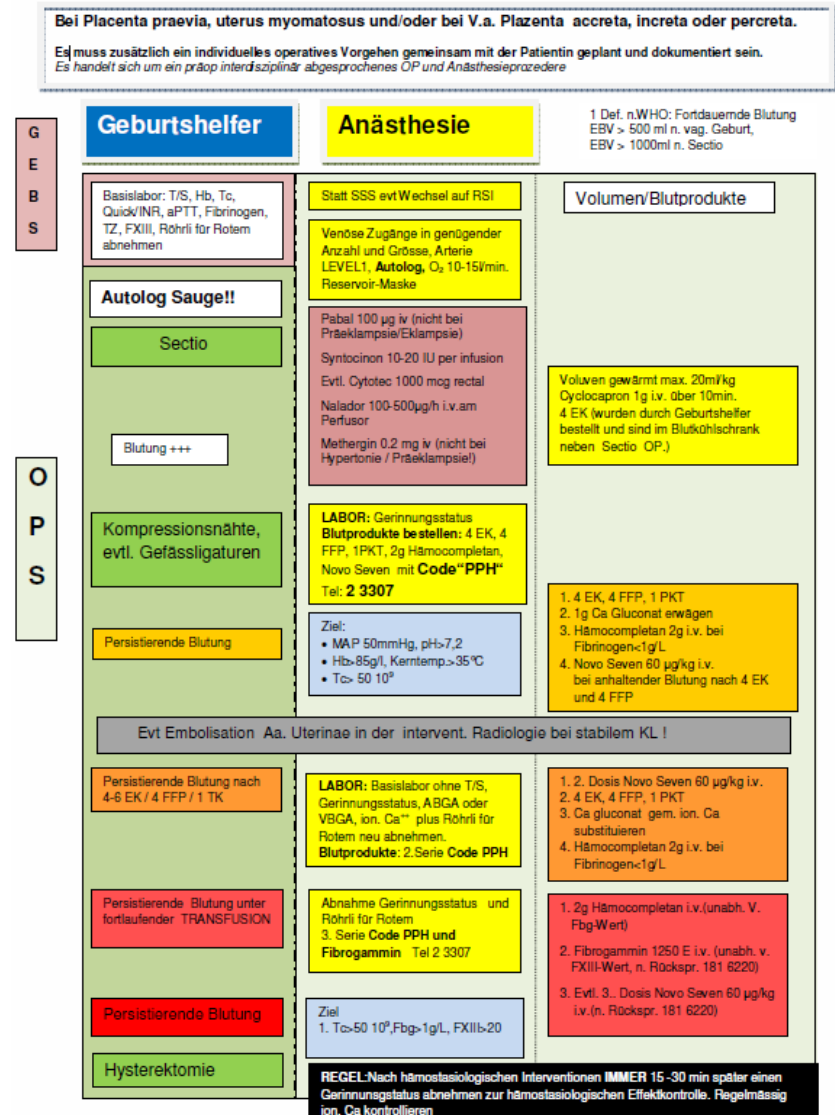 Bei Placenta praevia, uterus myomatosus und/oder bei V.a. Plazenta accreta, increta oder percreta.
Es muss zusätzlich ein individuelles operatives Vorgehen gemeinsam mit der Patientin geplant und dokumentiert sein.
Es handelt sich um ein präop interdisziplinär abgesprochenes OP und Anästhesieprozedere
G
E
B
S
Geburtshelfer
Anästhesie
1 Def. n.WHO: Fortdauernde Blutung
EBV > 500 ml n. vag. Geburt,
EBV > 1000ml n. Sectio
Basislabor: T/S, Hb, Tc,
Quick/INR, aPTT, Fibrinogen,
TZ, FXIII, Röhrli für Rotem
abnehmen
Statt SSS evt Wechsel auf RSI
Volumen/Blutprodukte
Venöse Zugänge in genügender
Anzahl und Grösse, Arterie
LEVEL1, Autolog, O₂ 10-15l/min.
Reservoir-Maske
Autolog Sauge!!
Sectio
Pabal 100 µg iv (nicht bei
Präeklampsie/Eklampsie)
Syntocinon 10-20 IU per infusion
Evtl. Cytotec 1000 mcg rectal
Nalador 100-500µg/h i.v.am
Perfusor
Methergin 0.2 mg iv (nicht bei
Hypertonie / Präeklampsie!)
Voluven gewärmt max. 20ml/kg
Cyclocapron 1g i.v. über 10min.
4 EK (wurden durch Geburtshelfer
bestellt und sind im Blutkühlschrank
neben Sectio OP.)
Blutung +++
O
P
S
Kompressionsnähte,
evtl. Gefässligaturen
LABOR: Gerinnungsstatus
Blutprodukte bestellen: 4 EK, 4
FFP, 1PKT, 2g Hämocompletan,
Novo Seven mit Code"PPH"
Tel: 2 3307
Persistierende Blutung
Ziel:
• MAP 50mmHg, pH>7,2
• Hb>85g/l, Kerntemp.>35°C
• Tc> 50 10⁹
1. 4 EK, 4 FFP, 1 PKT
2. 1g Ca Gluconat erwägen
3. Hämocompletan 2g i.v. bei
Fibrinogen<1g/L
4. Novo Seven 60 µg/kg i.v.
bei anhaltender Blutung nach 4 EK
und 4 FFP
Evt Embolisation Aa. Uterinae in der intervent. Radiologie bei stabilem KL !
Persistierende Blutung nach
4-6 EK / 4 FFP / 1 TK
LABOR: Basislabor ohne T/S,
Gerinnungsstatus, ABGA oder
VBGA, ion. Ca⁺⁺ plus Röhrli für
Rotem neu abnehmen.
Blutprodukte: 2.Serie Code PPH
1. 2. Dosis Novo Seven 60 µg/kg i.v.
2. 4 EK, 4 FFP, 1 PKT
3. Ca gluconat gem. ion. Ca
substituieren
4. Hämocompletan 2g i.v. bei
Fibrinogen<1g/L
Persistierende Blutung unter
fortlaufender TRANSFUSION
Abnahme Gerinnungsstatus und
Röhrli für Rotem
3. Serie Code PPH und
Fibrogammin Tel 2 3307
1. 2g Hämocompletan i.v.(unabh. V.
Fbg-Wert)
2. Fibrogammin 1250 E i.v. (unabh. v.
FXIII-Wert, n. Rückspr. 181 6220)
3. Evtl. 3.. Dosis Novo Seven 60 µg/kg
i.v.(n. Rückspr. 181 6220)
Persistierende Blutung
Ziel
1. Tc>50 10⁹,Fbg>1g/L, FXIII>20
Hysterektomie
REGEL:Nach hämostasiologischen Interventionen IMMER 15 -30 min später einen
Gerinnunsgstatus abnehmen zur hämostasiologischen Effektkontrolle. Regelmässig
ion. Ca kontrollieren